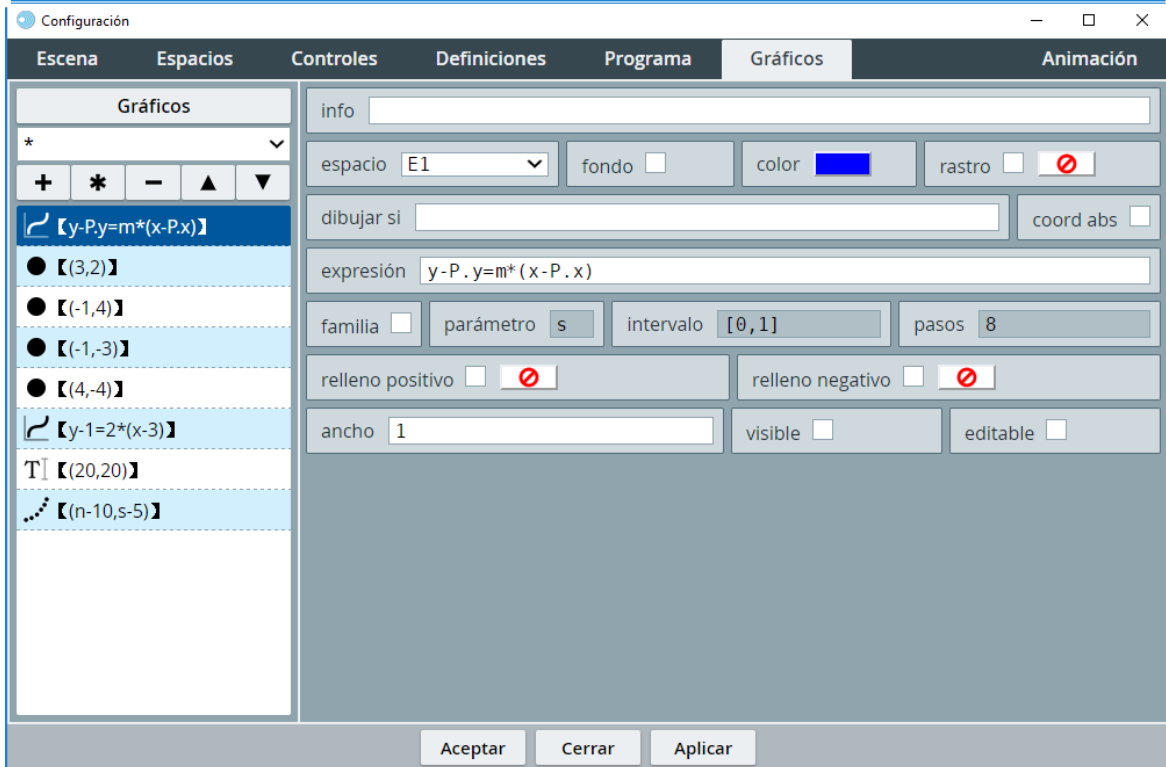 Configuración
Escena Espacios Controles Definiciones Programa Gráficos Animación
Gráficos
*
+ * − ▲ ▼
【y-P.y=m*(x-P.x)】
【(3,2)】
【(-1,4)】
【(-1,-3)】
【(4,-4)】
【y-1=2*(x-3)】
T 【(20,20)】
【(n-10,s-5)】
info
espacio E1 fondo color rastro
dibujar si coord abs
expresión y-P.y=m*(x-P.x)
familia parámetro s intervalo [0,1] pasos 8
relleno positivo relleno negativo
ancho 1 visible editable
Aceptar Cerrar Aplicar